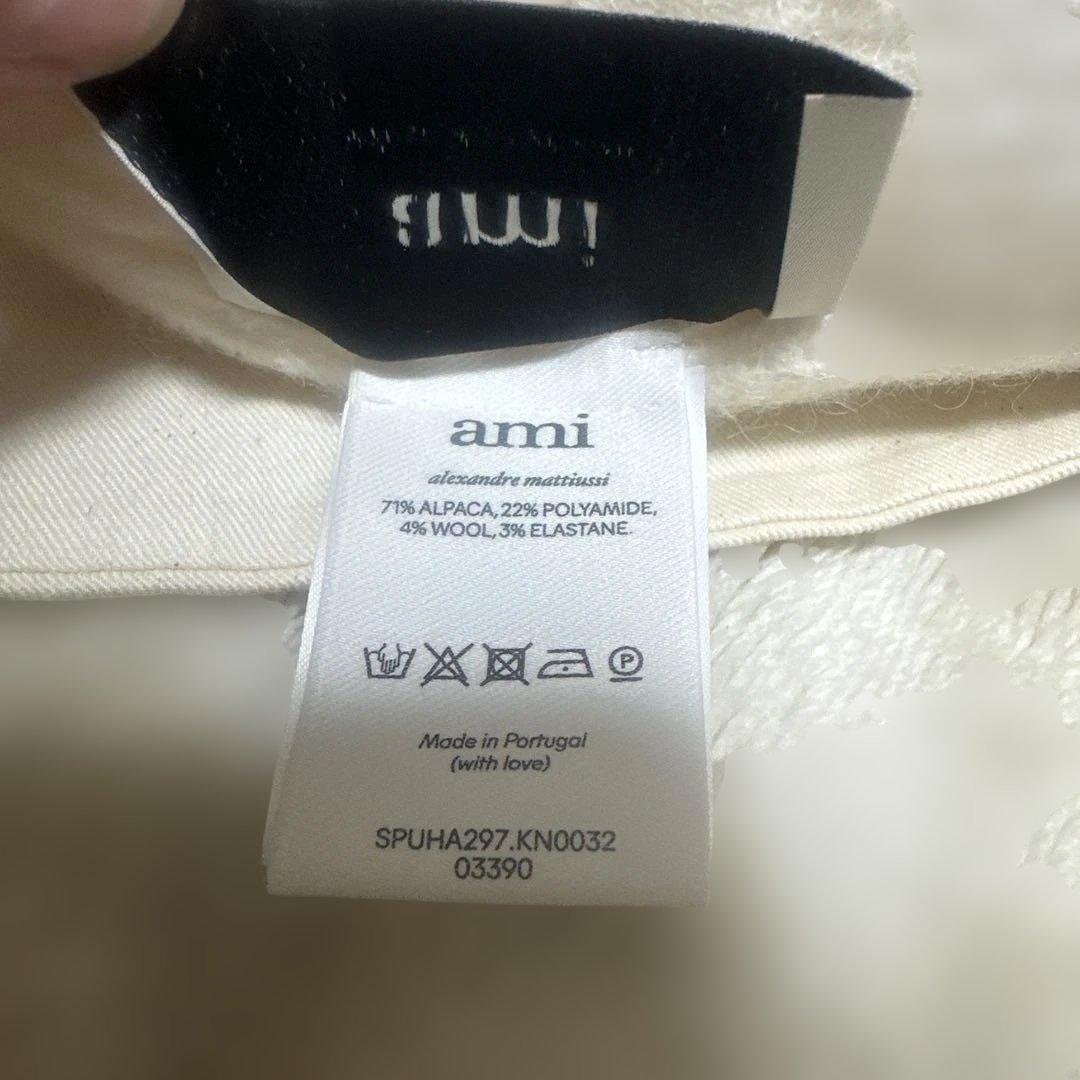 ami
alexandre mattiussi
71% ALPACA, 22% POLYAMIDE,
4% WOOL, 3% ELASTANE.
P
Made in Portugal
(with love)
SPUHA297.KN0032
03390